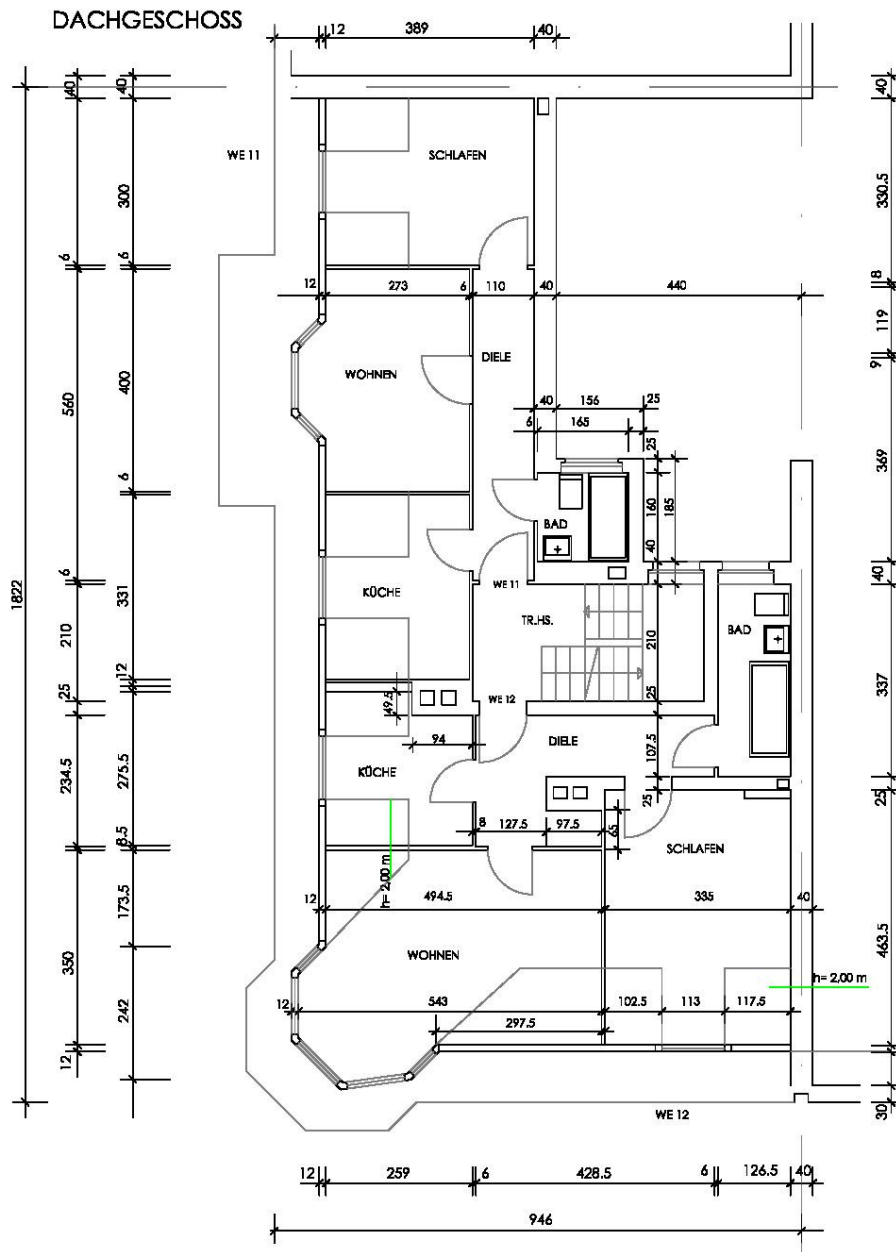 DACHGESCHOSS
12 389 40
40 40 40
WE 11 SCHLAFEN
300 330.5
6 6
12 273 6 110 40 440 8
119
WOHNEN DIELE 9
560 400 40 156 25
6 165
25
369
6 160 185
BAD
40
6 331 KÜCHE WE 11 40
1822
210 TR.HS. BAD
210
12 337
25 49.5 WE 12 25
94 DIELE
107.5
234.5 275.5 KÜCHE
25 25
8 127.5 97.5 65
8.5 SCHLAFEN
h= 2,00 m
173.5 12 494.5 335 40
463.5
350 WOHNEN
h= 2,00 m
242 12 543 102.5 113 117.5
297.5
12
WE 12 30
12 259 6 428.5 6 126.5 40
946